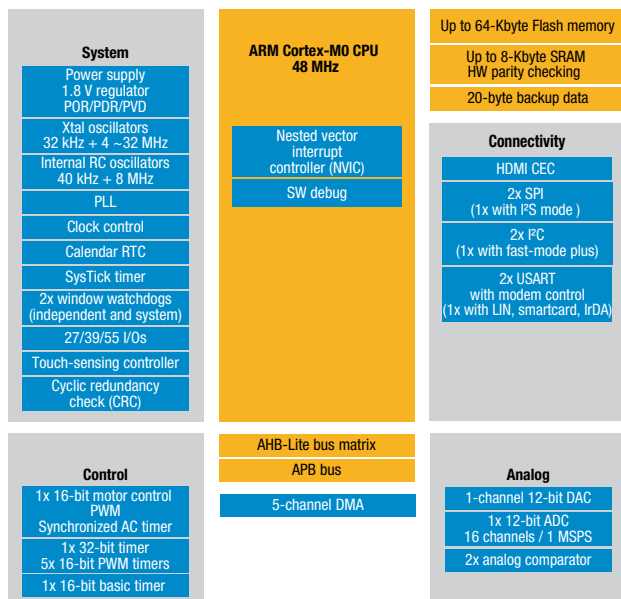 System
Power supply
1.8 V regulator
POR/PDR/PVD
Xtal oscillators
32 kHz + 4 ~32 MHz
Internal RC oscillators
40 kHz + 8 MHz
PLL
Clock control
Calendar RTC
SysTick timer
2x window watchdogs
(independent and system)
27/39/55 I/Os
Touch-sensing controller
Cyclic redundancy
check (CRC)
ARM Cortex-M0 CPU
48 MHz
Nested vector
interrupt
controller (NVIC)
SW debug
Up to 64-Kbyte Flash memory
Up to 8-Kbyte SRAM
HW parity checking
20-byte backup data
Connectivity
HDMI CEC
2x SPI
(1x with I²S mode )
2x I²C
(1x with fast-mode plus)
2x USART
with modem control
(1x with LIN, smartcard, IrDA)
Control
1x 16-bit motor control
PWM
Synchronized AC timer
1x 32-bit timer
5x 16-bit PWM timers
1x 16-bit basic timer
AHB-Lite bus matrix
APB bus
5-channel DMA
Analog
1-channel 12-bit DAC
1x 12-bit ADC
16 channels / 1 MSPS
2x analog comparator